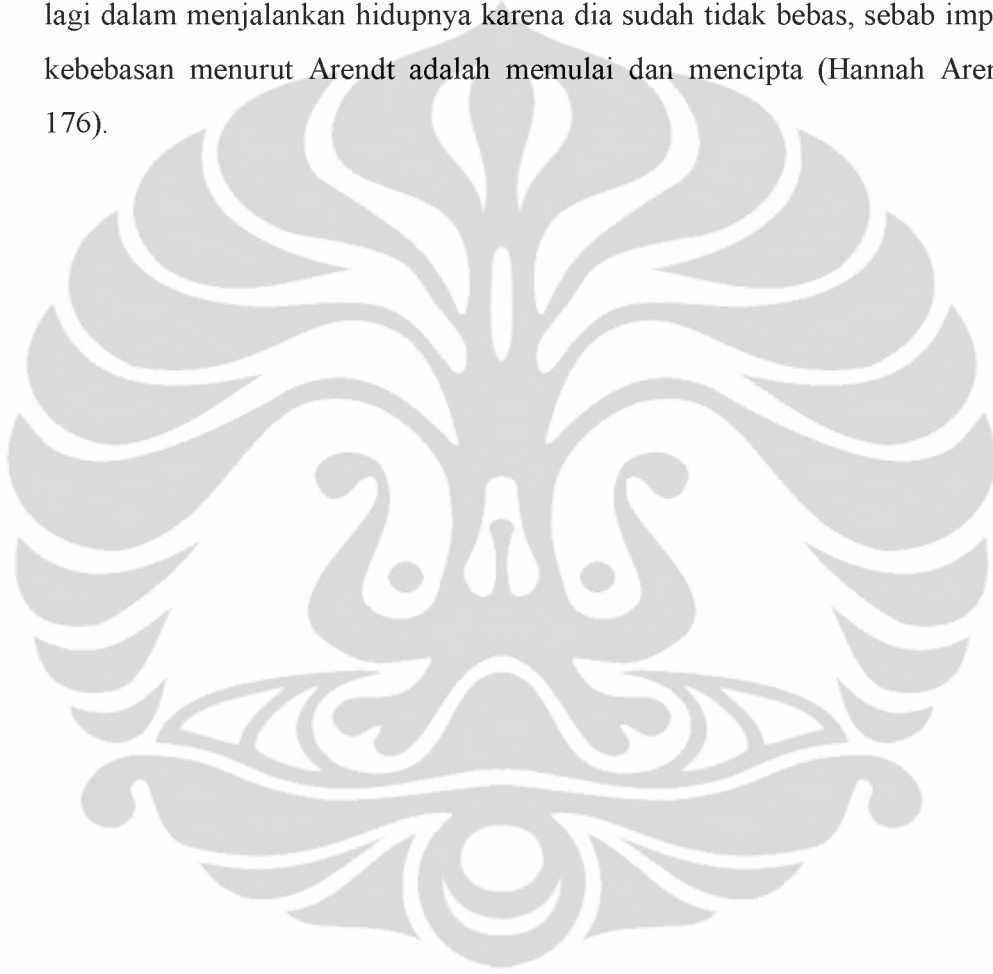 lagi dalam menjalankan hidupnya karena dia sudah tidak bebas, sebab imp
kebebasan menurut Arendt adalah memulai dan mencipta (Hannah Aren
176).